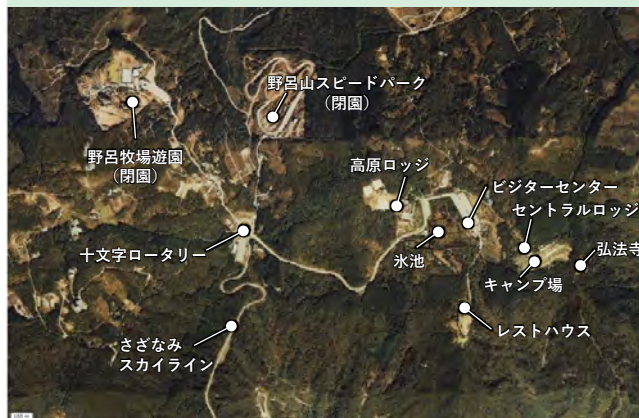 野呂山スピードパーク
（閉園）
野呂牧場遊園
（閉園）
高原ロッジ
ビジターセンター
セントラルロッジ
十文字ロータリー
氷池
弘法寺
キャンプ場
さざなみ
スカイライン
レストハウス